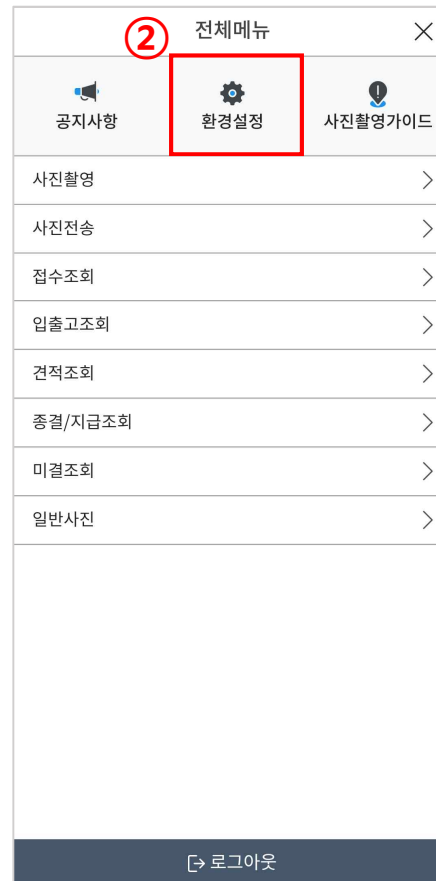 전체메뉴
②
공지사항
환경설정
사진촬영가이드
사진촬영
사진전송
접수조회
입출고조회
견적조회
종결/지급조회
미결조회
일반사진
로그아웃